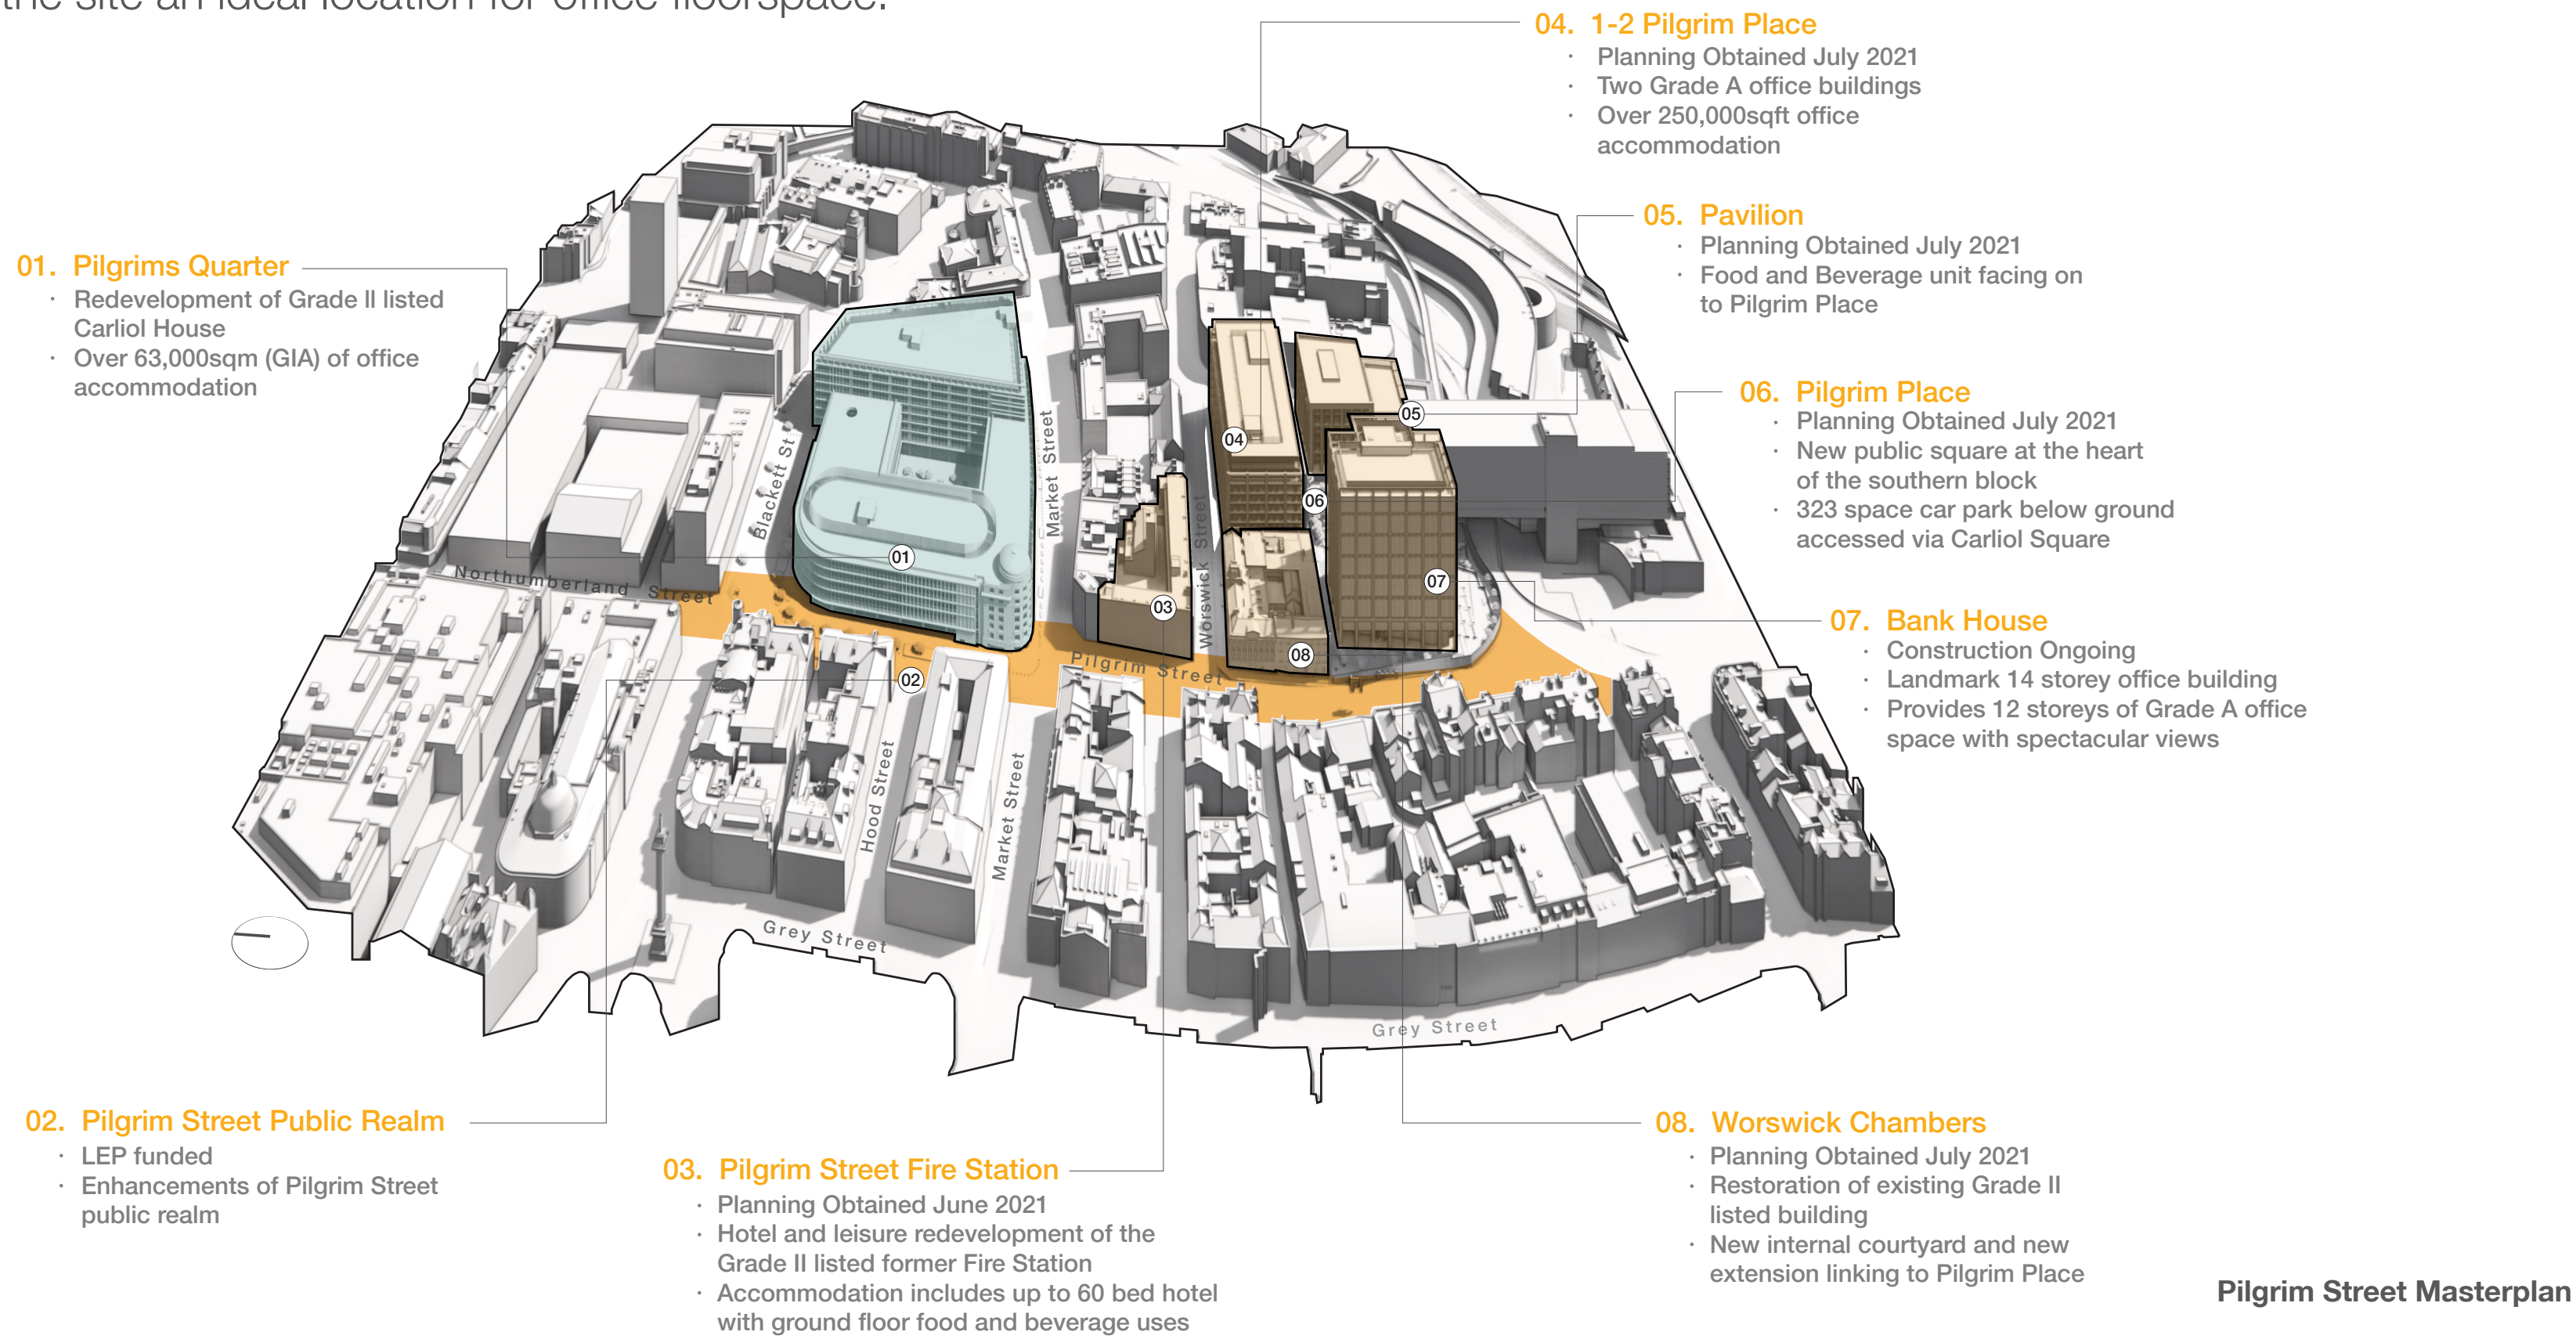 the site an ideal location for office floorspace.
04. 1-2 Pilgrim Place
· Planning Obtained July 2021
· Two Grade A office buildings
· Over 250,000sqft office
accommodation
05. Pavilion
· Planning Obtained July 2021
· Food and Beverage unit facing on
to Pilgrim Place
01. Pilgrims Quarter
· Redevelopment of Grade II listed
Carliol House
· Over 63,000sqm (GIA) of office
accommodation
06. Pilgrim Place
· Planning Obtained July 2021
· New public square at the heart
of the southern block
· 323 space car park below ground
accessed via Carliol Square
07. Bank House
· Construction Ongoing
· Landmark 14 storey office building
· Provides 12 storeys of Grade A office
space with spectacular views
Blackett St
Market Street
Worswick Street
Northumberland Street
Pilgrim Street
Hood Street
Market Street
Grey Street
Grey Street
01
02
03
04
05
06
07
08
02. Pilgrim Street Public Realm
· LEP funded
· Enhancements of Pilgrim Street
public realm
03. Pilgrim Street Fire Station
· Planning Obtained June 2021
· Hotel and leisure redevelopment of the
Grade II listed former Fire Station
· Accommodation includes up to 60 bed hotel
with ground floor food and beverage uses
08. Worswick Chambers
· Planning Obtained July 2021
· Restoration of existing Grade II
listed building
· New internal courtyard and new
extension linking to Pilgrim Place
Pilgrim Street Masterplan